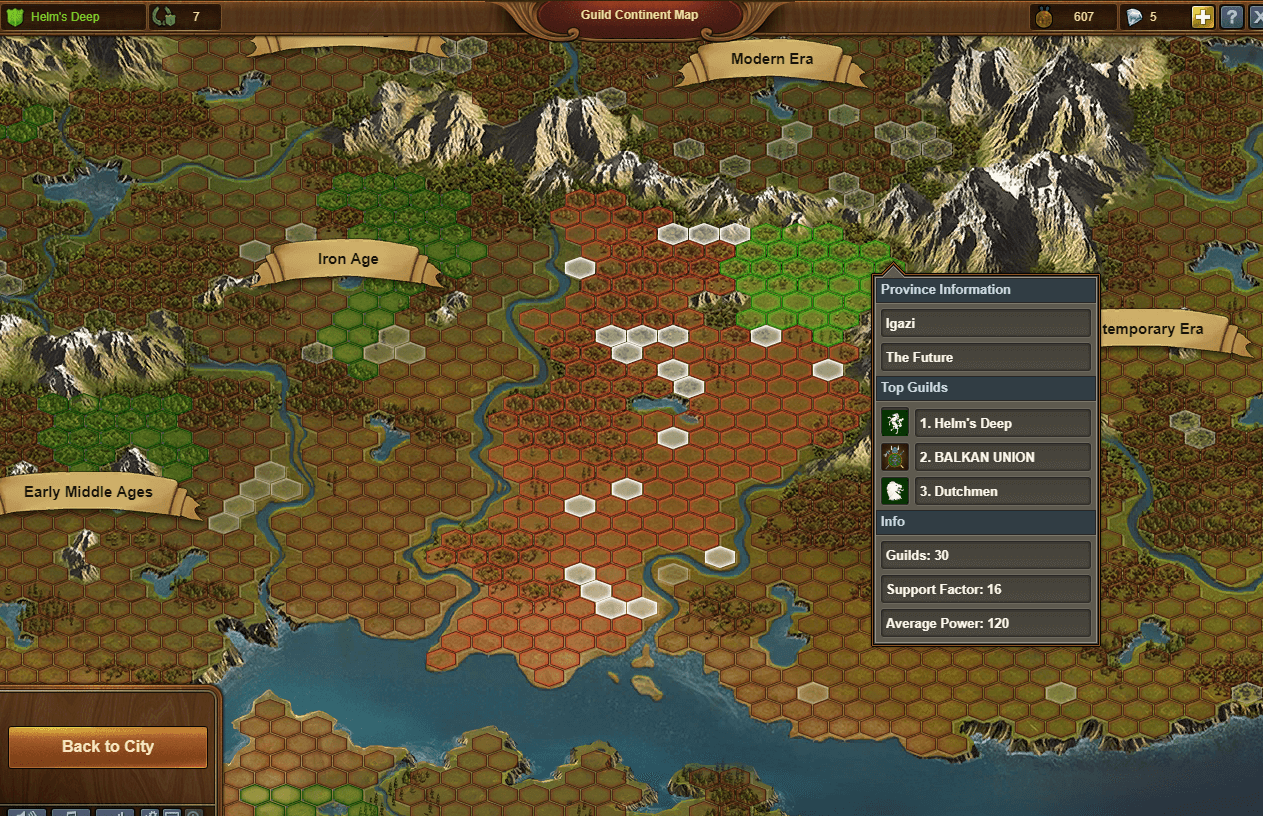 Helm's Deep
7
Guild Continent Map
607
5
?
Modern Era
Iron Age
temporary Era
Early Middle Ages
Province Information
Igazi
The Future
Top Guilds
1. Helm's Deep
2. BALKAN UNION
3. Dutchmen
Info
Guilds: 30
Support Factor: 16
Average Power: 120
Back to City